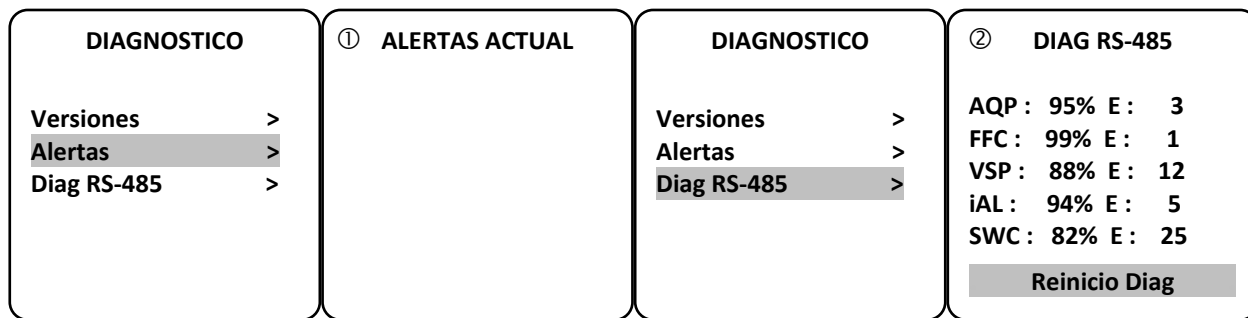 DIAGNOSTICO
Versiones >
Alertas >
Diag RS-485 >
① ALERTAS ACTUAL
DIAGNOSTICO
Versiones >
Alertas >
Diag RS-485 >
② DIAG RS-485
AQP : 95% E : 3
FFC : 99% E : 1
VSP : 88% E : 12
iAL : 94% E : 5
SWC : 82% E : 25
Reinicio Diag